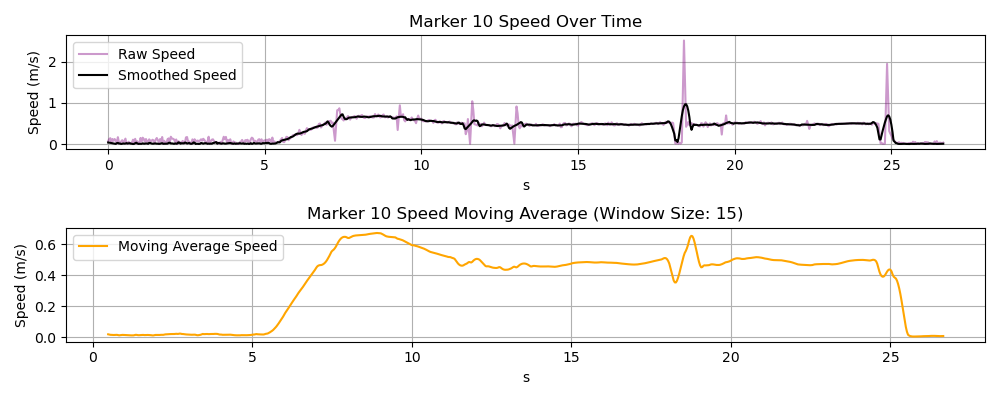 Marker 10 Speed Over Time
Speed (m/s)
2
1
0
Raw Speed
Smoothed Speed
0 5 10 15 20 25
s
Marker 10 Speed Moving Average (Window Size: 15)
Speed (m/s)
0.6
0.4
0.2
0.0
Moving Average Speed
0 5 10 15 20 25
s